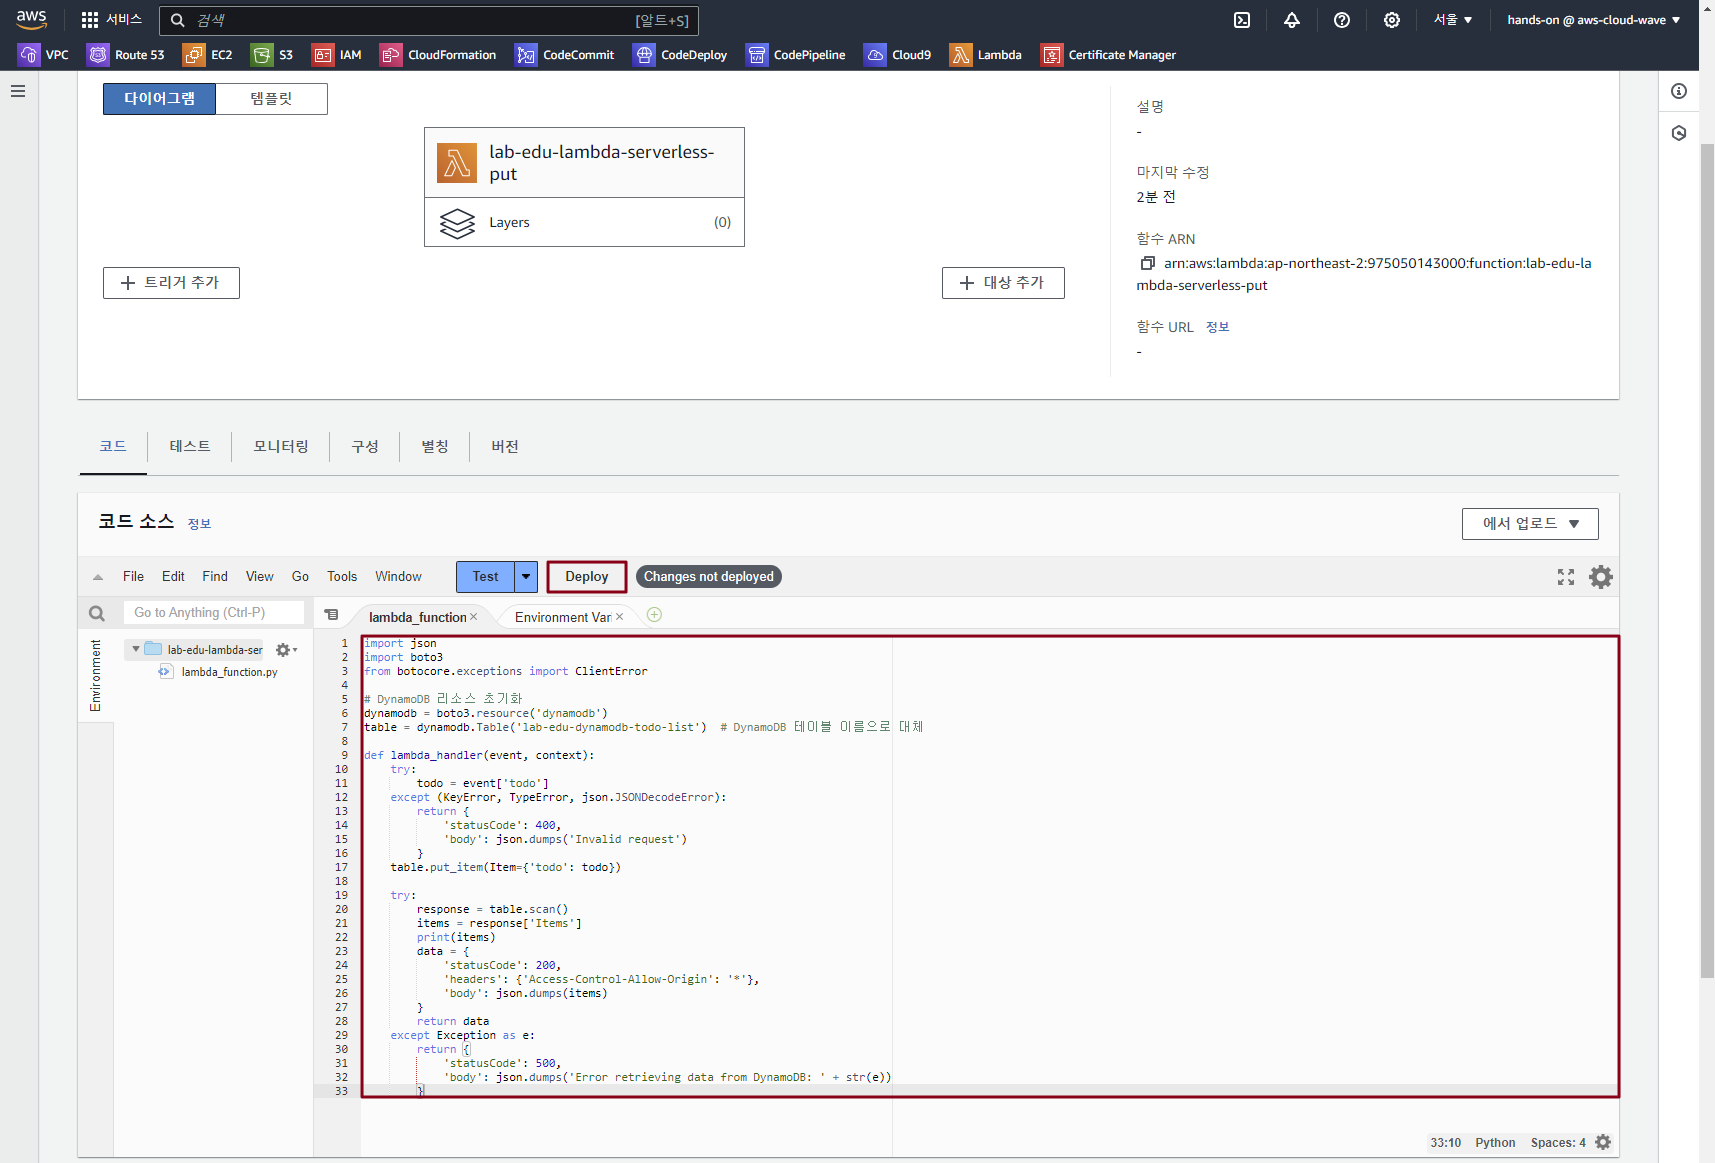 aws
서비스
검색
[알트+S]
서울 ▼
hands-on @ aws-cloud-wave ▼
VPC
Route 53
EC2
S3
IAM
CloudFormation
CodeCommit
CodeDeploy
CodePipeline
Cloud9
Lambda
Certificate Manager
다이어그램
템플릿
lab-edu-lambda-serverless-
put
Layers
(0)
+ 트리거 추가
+ 대상 추가
설명
-
마지막 수정
2분 전
함수 ARN
arn:aws:lambda:ap-northeast-2:975050143000:function:lab-edu-la
mbda-serverless-put
함수 URL 정보
-
코드
테스트
모니터링
구성
별칭
버전
코드 소스 정보
에서 업로드 ▼
File
Edit
Find
View
Go
Tools
Window
Test
Deploy
Changes not deployed
Go to Anything (Ctrl-P)
lambda_function
Environment Vari
Environment
lab-edu-lambda-ser
lambda_function.py
1 import json
2 import boto3
3 from botocore.exceptions import ClientError
4
5 # DynamoDB 리소스 초기화
6 dynamodb = boto3.resource('dynamodb')
7 table = dynamodb.Table('lab-edu-dynamodb-todo-list')  # DynamoDB 테이블 이름으로 대체
8
9 def lambda_handler(event, context):
10     try:
11         todo = event['todo']
12     except (KeyError, TypeError, json.JSONDecodeError):
13         return {
14             'statusCode': 400,
15             'body': json.dumps('Invalid request')
16         }
17     table.put_item(Item={'todo': todo})
18
19     try:
20         response = table.scan()
21         items = response['Items']
22         print(items)
23         data = {
24             'statusCode': 200,
25             'headers': {'Access-Control-Allow-Origin': '*'},
26             'body': json.dumps(items)
27         }
28         return data
29     except Exception as e:
30         return {
31             'statusCode': 500,
32             'body': json.dumps('Error retrieving data from DynamoDB: ' + str(e))
33         }
33:10 Python Spaces: 4